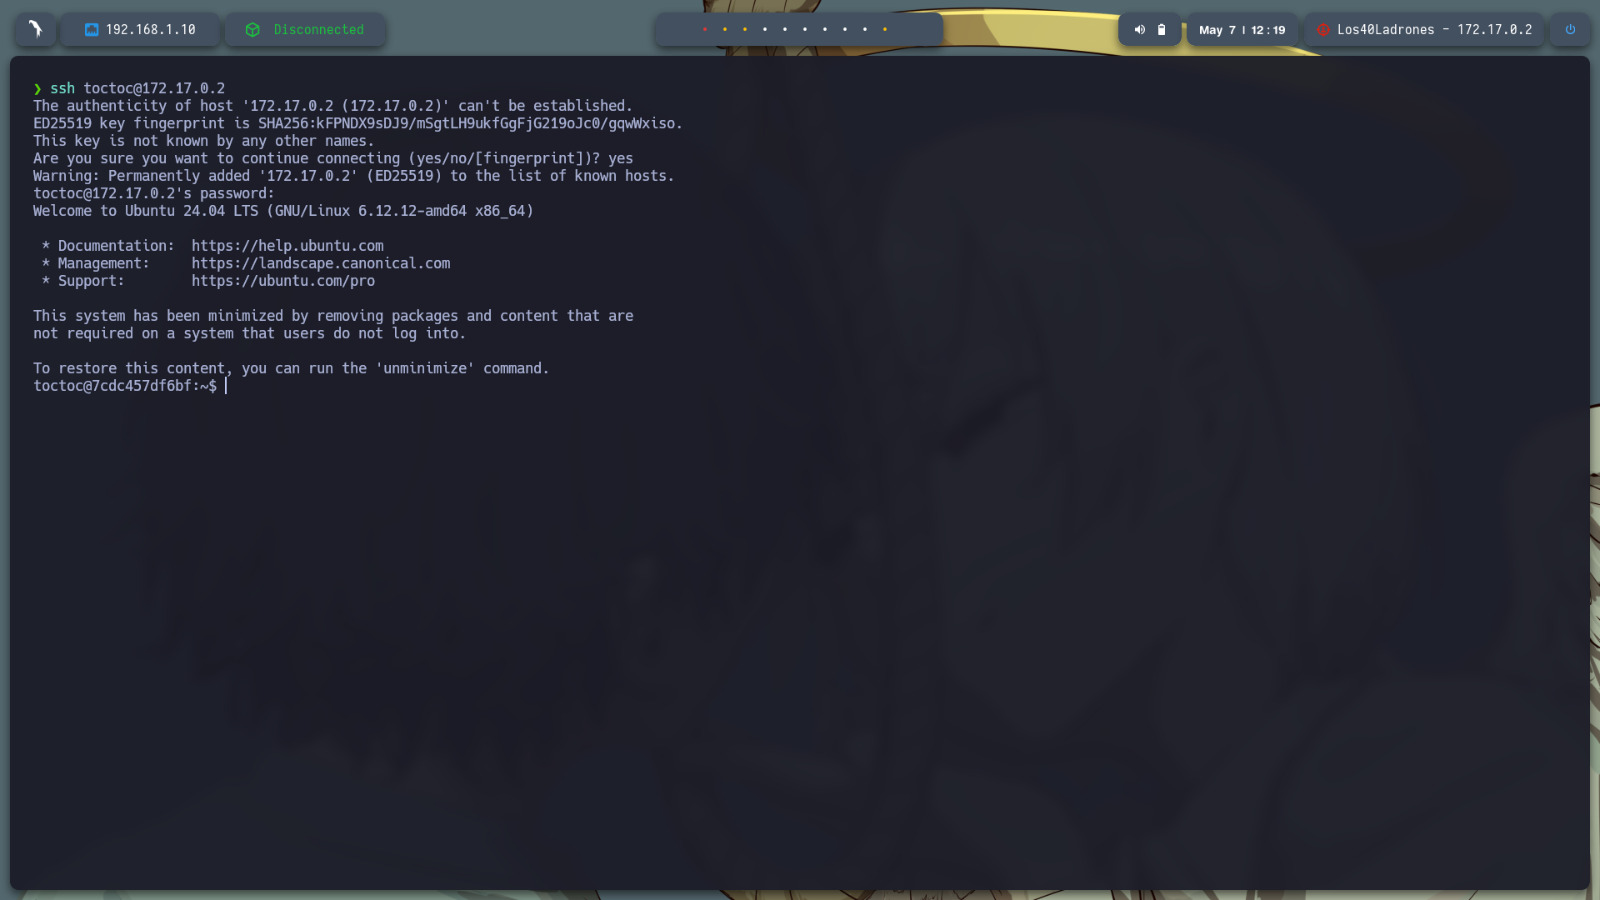 192.168.1.10
Disconnected
May 7 | 12:19
Los40Ladrones - 172.17.0.2
❯ ssh toctoc@172.17.0.2
The authenticity of host '172.17.0.2 (172.17.0.2)' can't be established.
ED25519 key fingerprint is SHA256:kFPNDX9sDJ9/mSgtLH9ukfGgFjG219oJc0/gqwWxiso.
This key is not known by any other names.
Are you sure you want to continue connecting (yes/no/[fingerprint])? yes
Warning: Permanently added '172.17.0.2' (ED25519) to the list of known hosts.
toctoc@172.17.0.2's password:
Welcome to Ubuntu 24.04 LTS (GNU/Linux 6.12.12-amd64 x86_64)
* Documentation:  https://help.ubuntu.com
* Management:     https://landscape.canonical.com
* Support:        https://ubuntu.com/pro
This system has been minimized by removing packages and content that are
not required on a system that users do not log into.
To restore this content, you can run the 'unminimize' command.
toctoc@7cdc457df6bf:~$